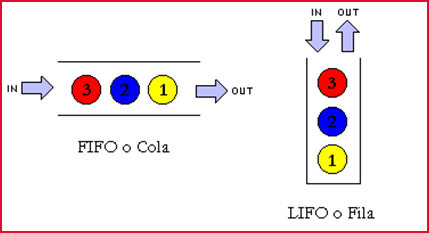 IN
3 2 1
OUT
FIFO o Cola
IN OUT
3
2
1
LIFO o Fila